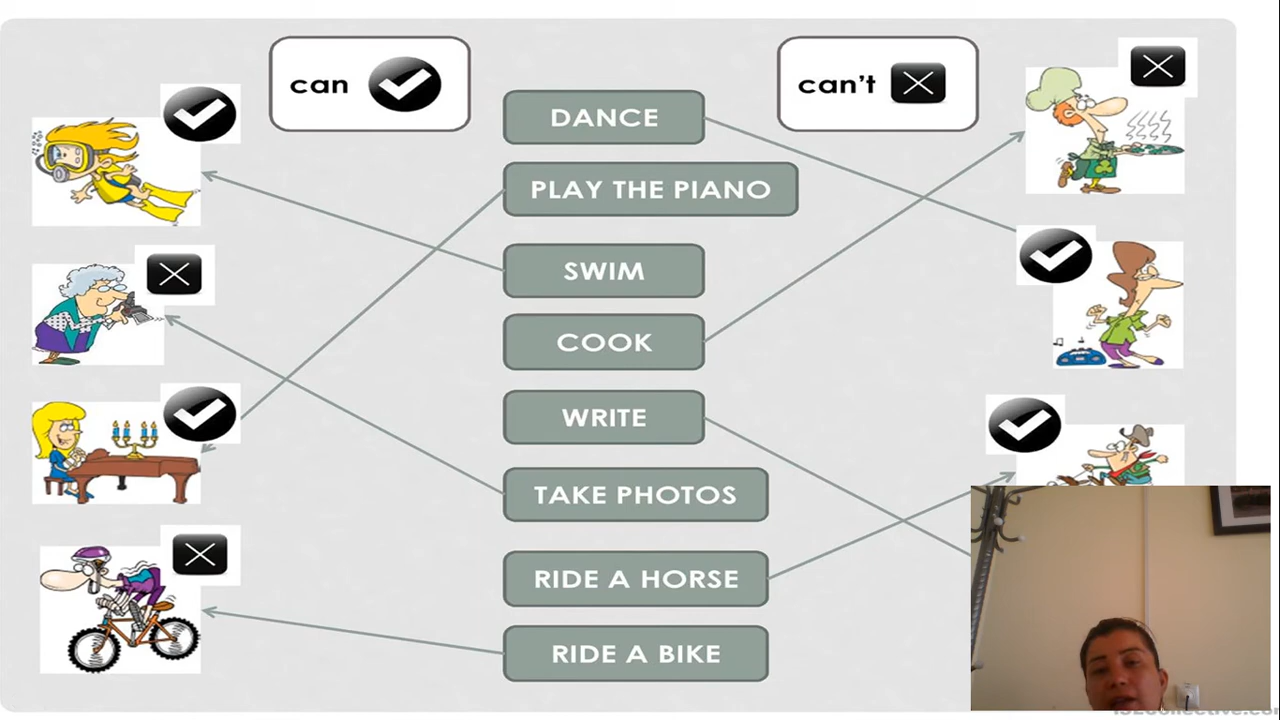 can
can't
DANCE
PLAY THE PIANO
SWIM
COOK
WRITE
TAKE PHOTOS
RIDE A HORSE
RIDE A BIKE